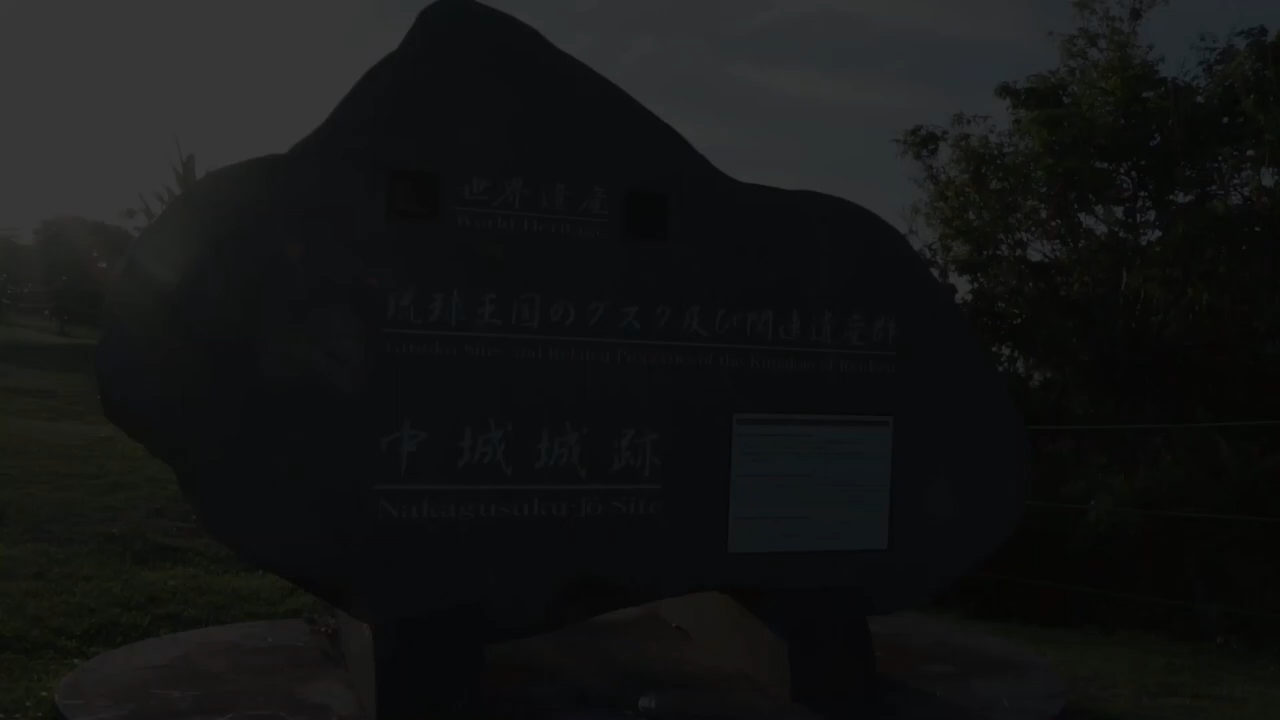 世界遺産
World Heritage
琉球王国のグスク及び関連遺産群
Gusuku Sites and Related Properties of the Kingdom of Ryukyu
中城城跡
Nakagusuku-jô Site